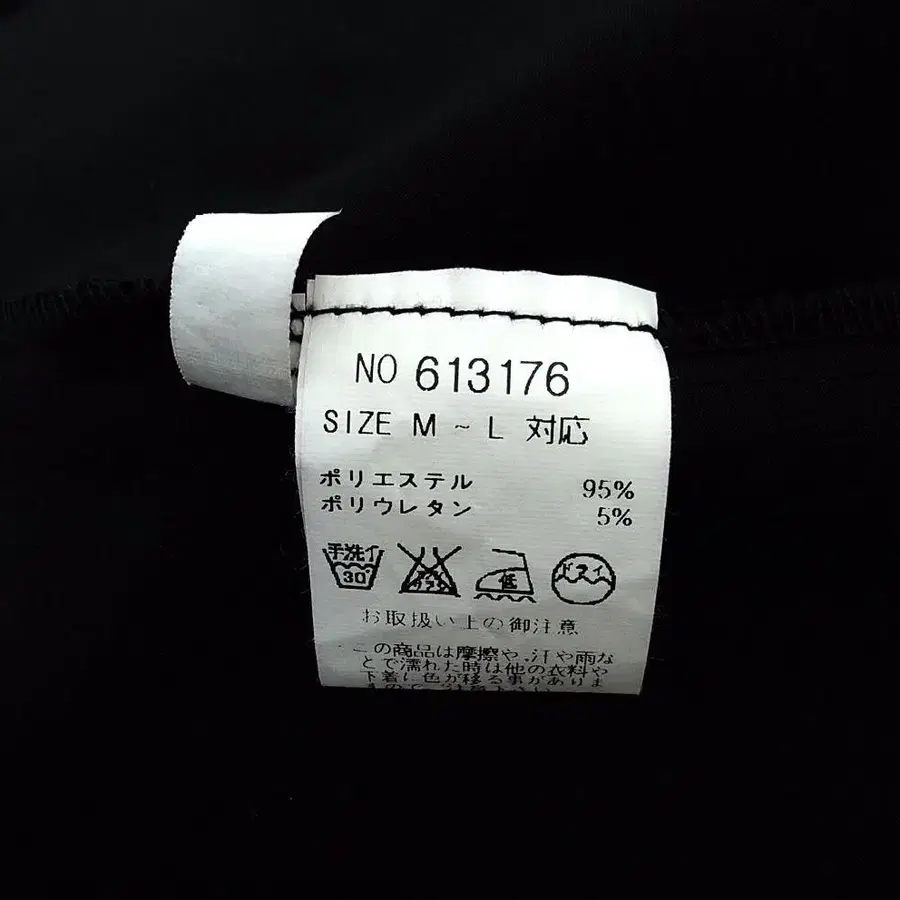 NO 613176
SIZE M ~ L 対応
ポリエステル 95%
ポリウレタン 5%
手洗イ 30 低 ドライ
お取扱い上の御注意
この商品は摩擦や、汗や雨な
どで濡れた時は他の衣料や
下着に色が移る事がありま